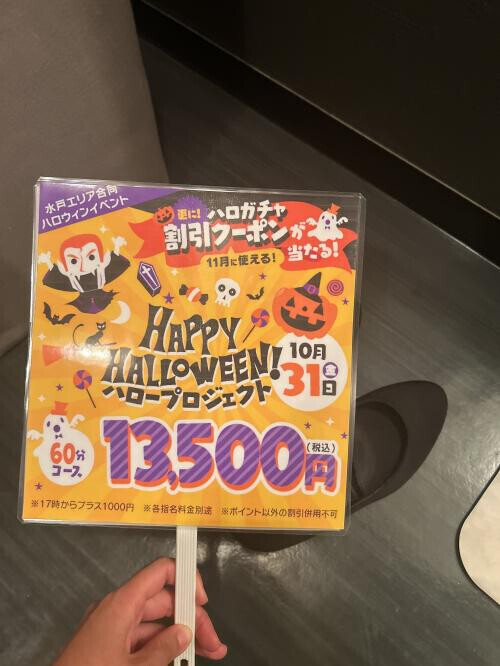 水戸エリア合同
ハロウィンイベント
更に!
ハロガチャ
割引クーポンが
当たる!
11月に使える!
HAPPY
HALLOWEEN!
ハロープロジェクト
10月
31日
金
60分
コース
13,500円
(税込)
※17時からプラス1000円 ※各指名料金別途 ※ポイント以外の割引併用不可